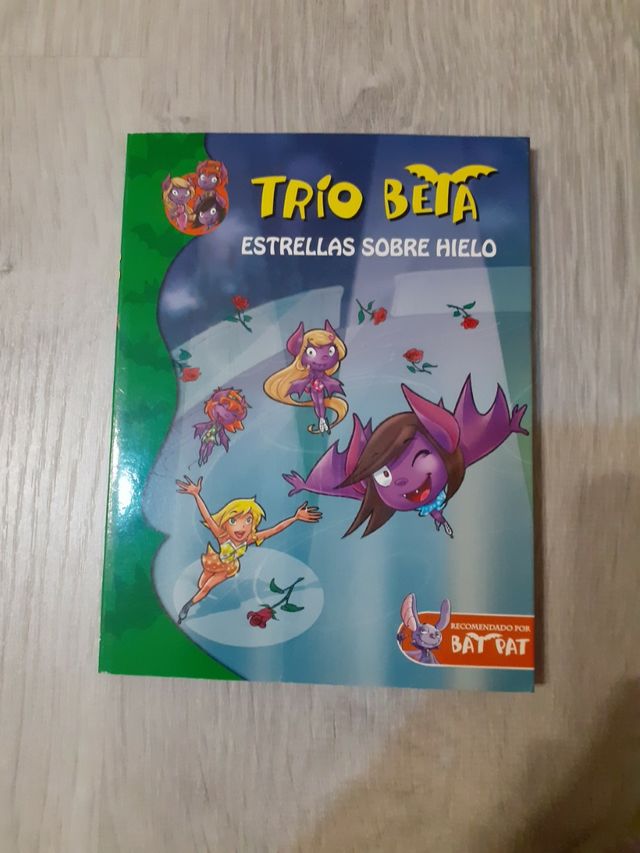 TRÍO BETA
ESTRELLAS SOBRE HIELO
RECOMENDADO POR
BAT PAT